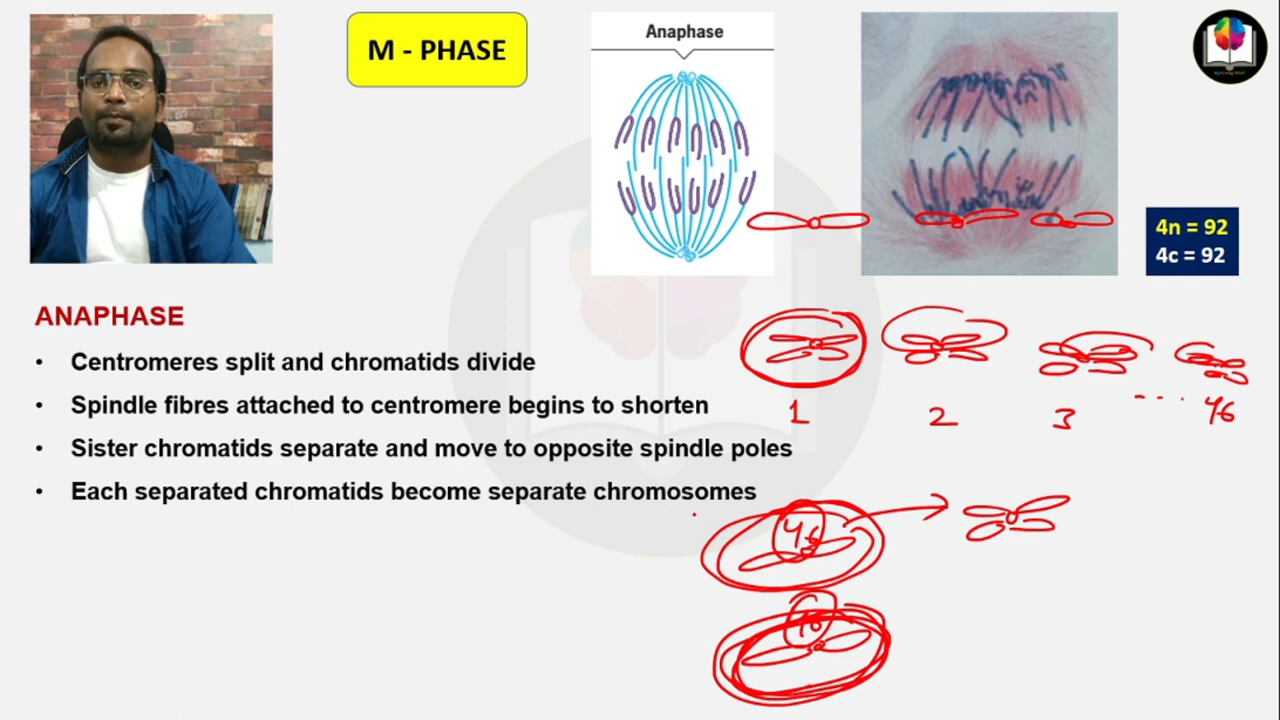 M - PHASE
Anaphase
4n = 92
4c = 92
ANAPHASE
• Centromeres split and chromatids divide
• Spindle fibres attached to centromere begins to shorten
• Sister chromatids separate and move to opposite spindle poles
• Each separated chromatids become separate chromosomes
1 2 3 .... 46
46